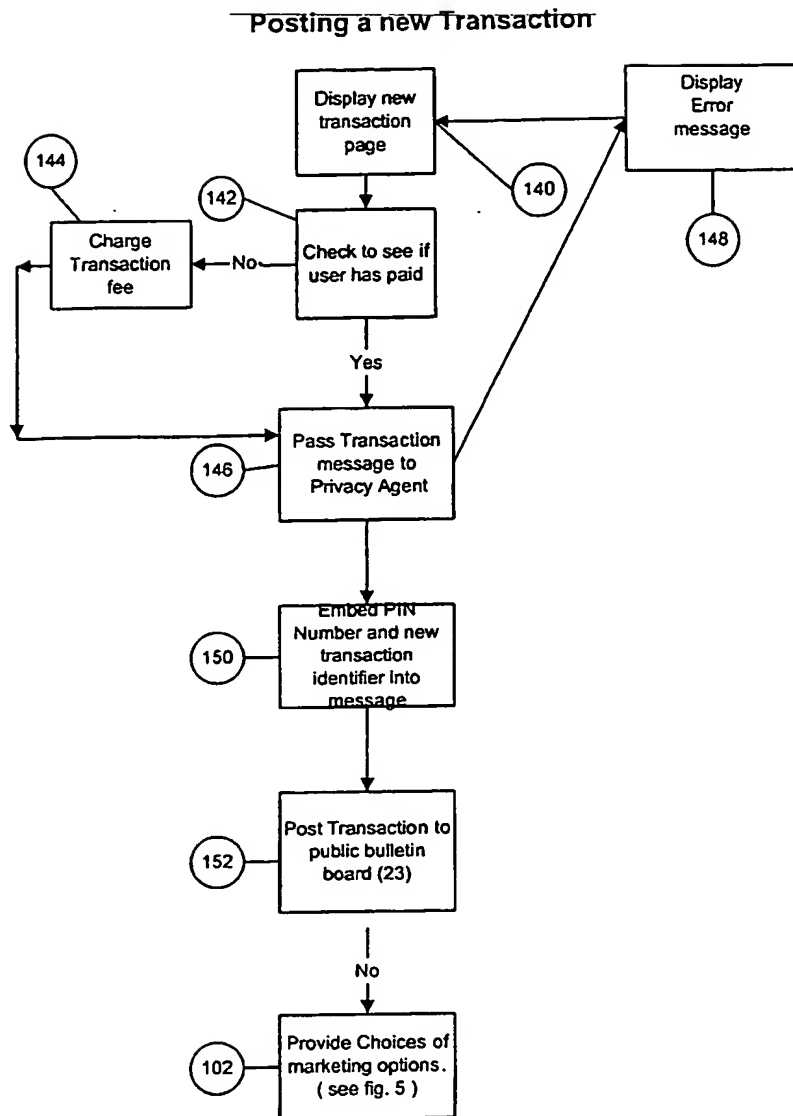 Posting a new Transaction
Display new
transaction
page
Display
Error
message
144
142
140
148
Charge
Transaction
fee
No
Check to see if
user has paid
Yes
Pass Transaction
message to
Privacy Agent
146
Embed PIN
Number and new
transaction
identifier into
message
150
Post Transaction to
public bulletin
board (23)
152
No
Provide Choices of
marketing options.
( see fig. 5 )
102